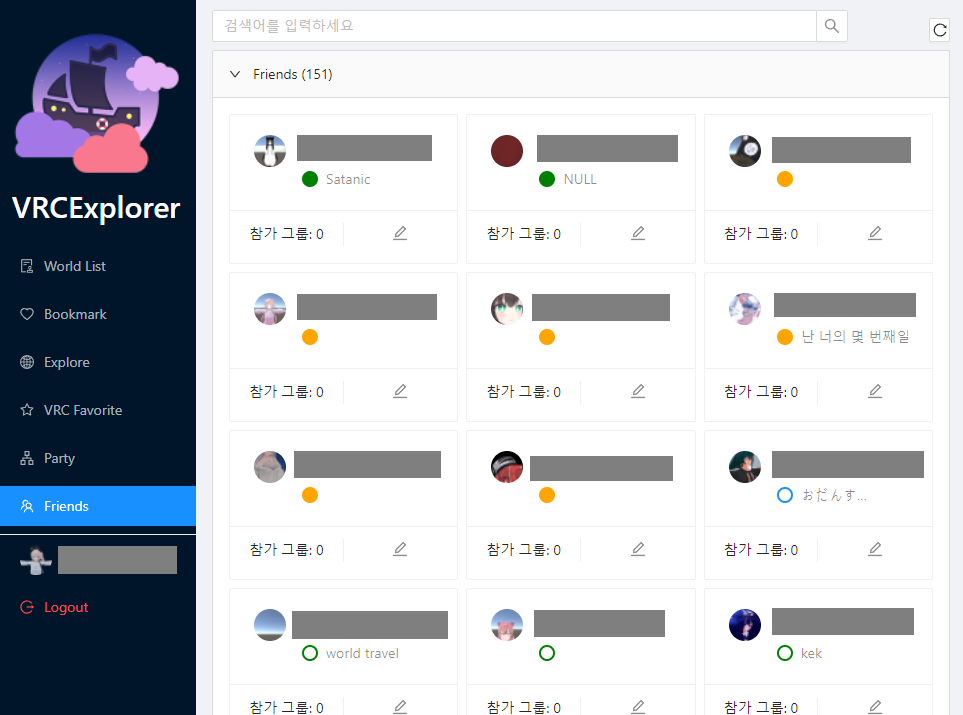 VRCExplorer
World List
Bookmark
Explore
VRC Favorite
Party
Friends
Logout
검색어를 입력하세요
Friends (151)
Satanic
참가 그룹: 0
NULL
참가 그룹: 0
참가 그룹: 0
참가 그룹: 0
참가 그룹: 0
난 너의 몇 번째일
참가 그룹: 0
참가 그룹: 0
참가 그룹: 0
おだんす...
참가 그룹: 0
world travel
참가 그룹: 0
참가 그룹: 0
kek
참가 그룹: 0